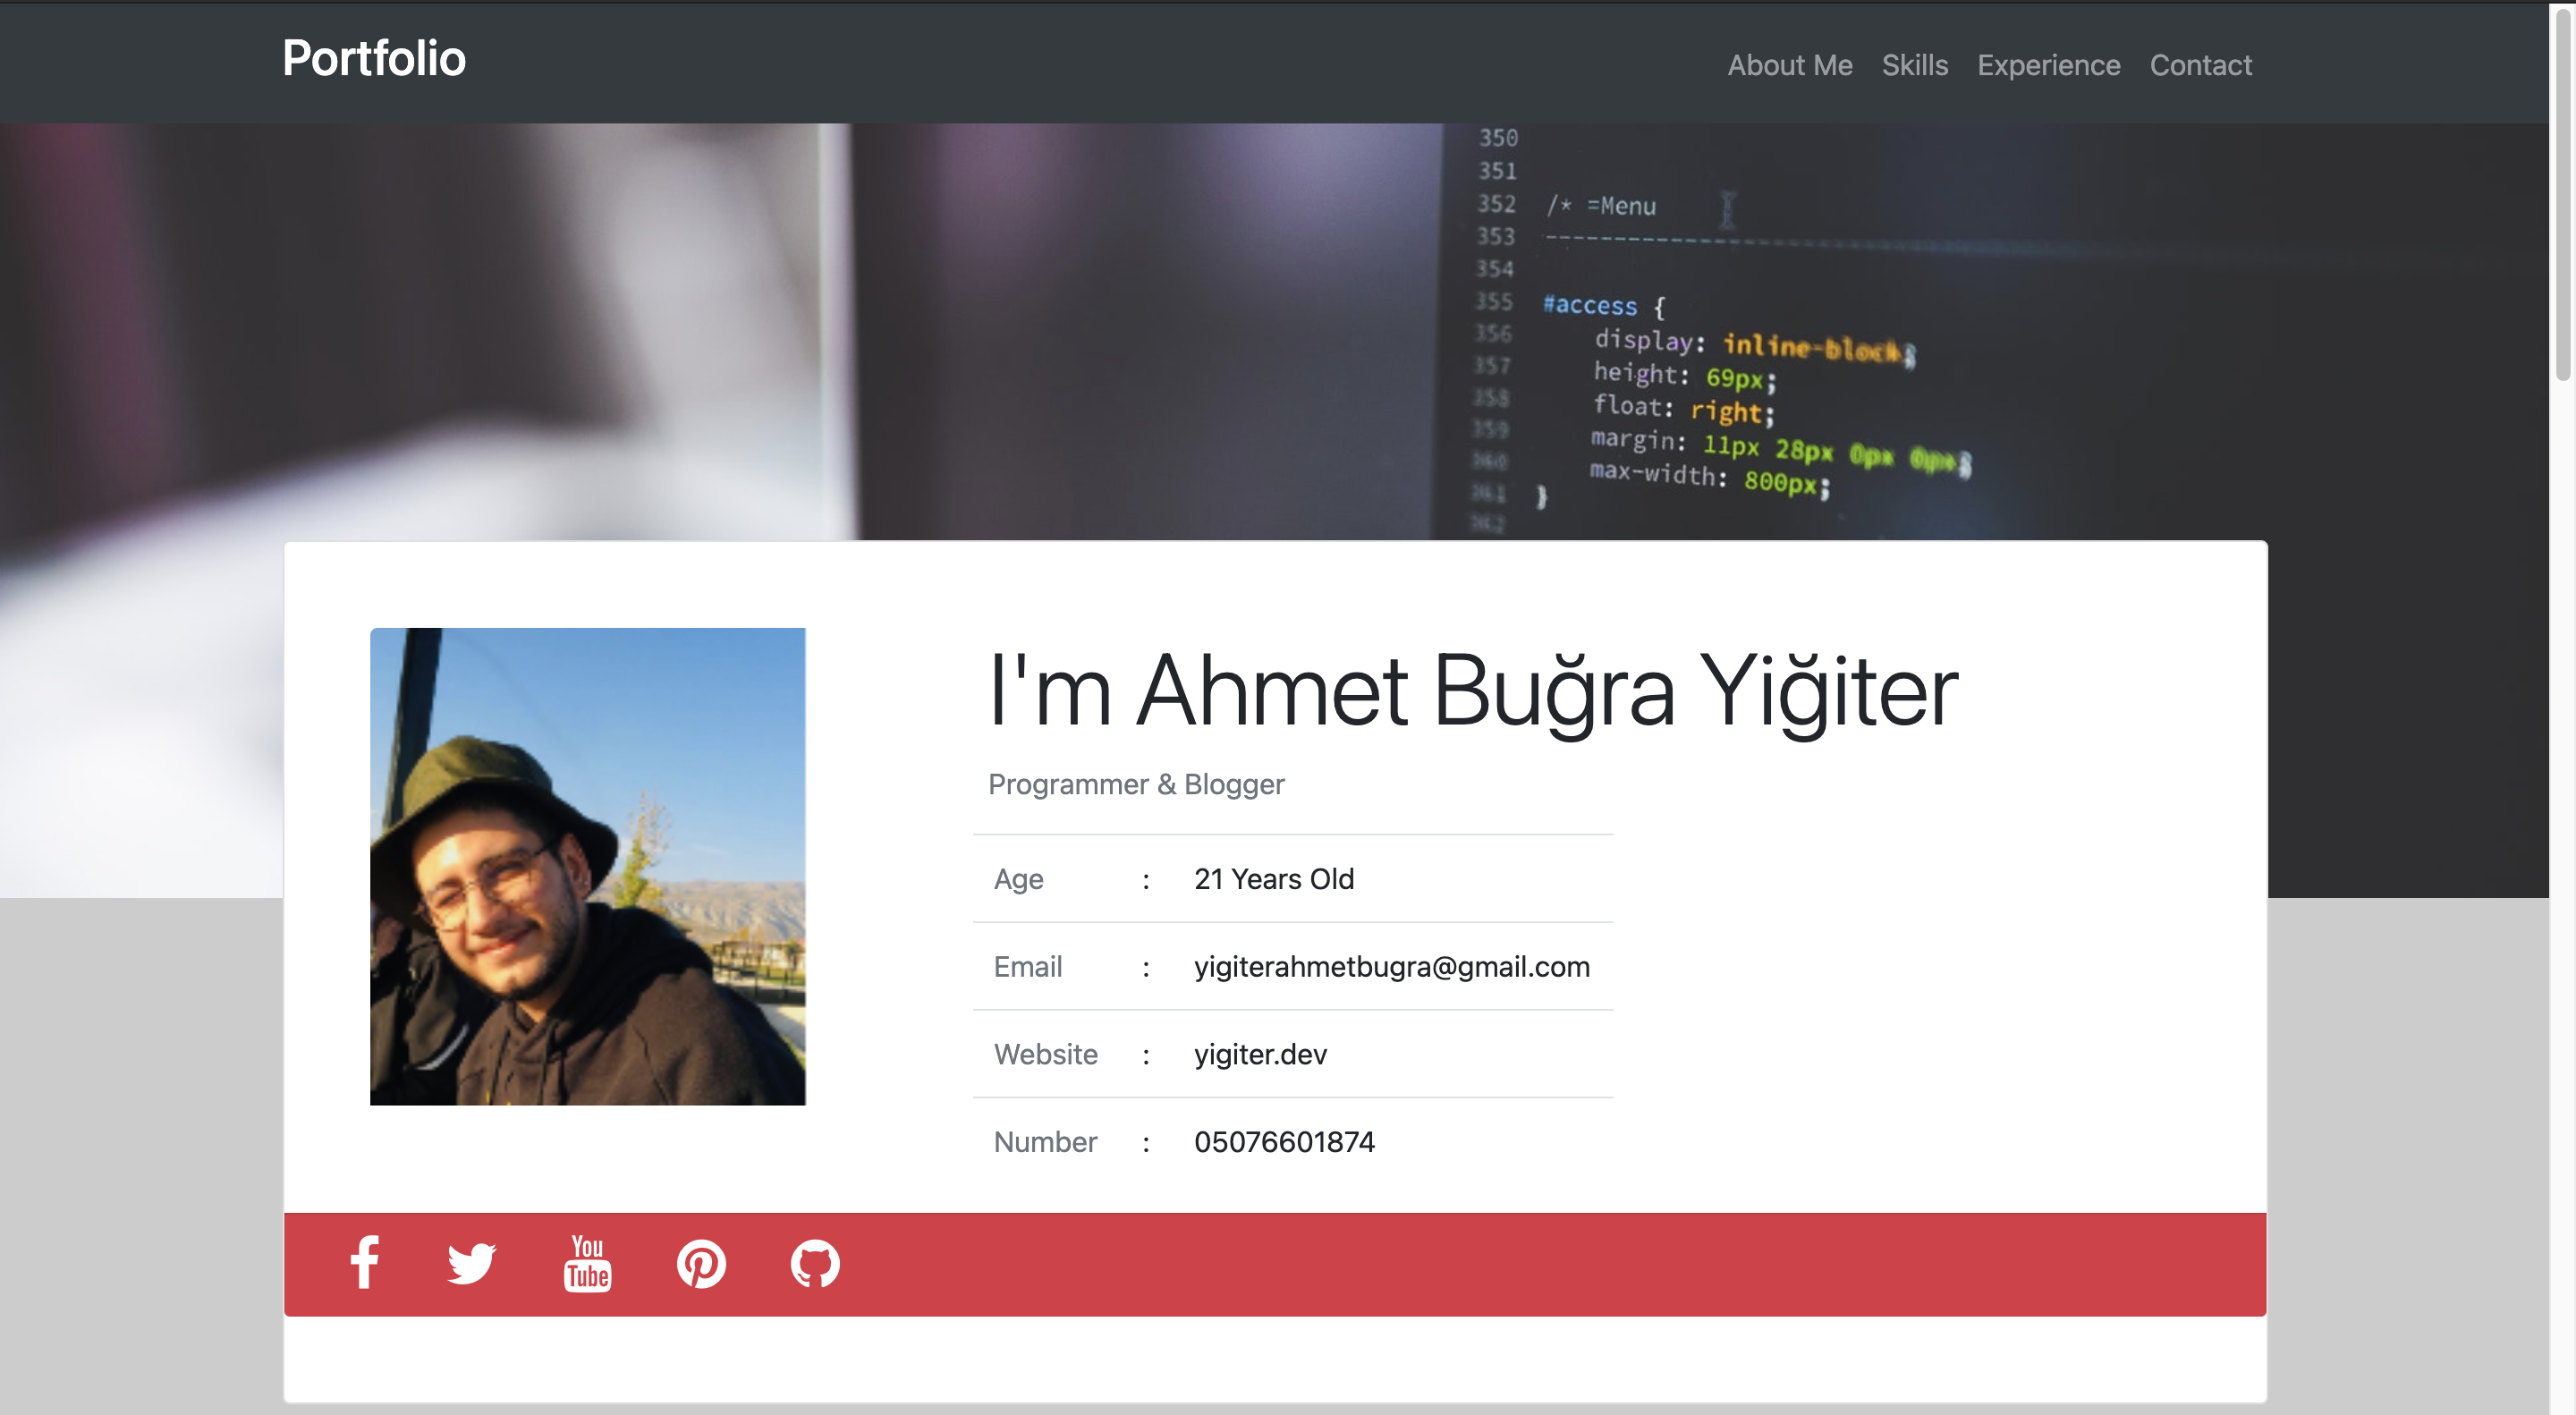 Portfolio
About Me Skills Experience Contact
350
351
352 /* =Menu
353 --------------------
354
355 #access {
356 display: inline-block;
357 height: 69px;
358 float: right;
359 margin: 11px 28px 0px 0px;
360 max-width: 800px;
361 }
362
I'm Ahmet Buğra Yiğiter
Programmer & Blogger
Age : 21 Years Old
Email : yigiterahmetbugra@gmail.com
Website : yigiter.dev
Number : 05076601874
You
Tube